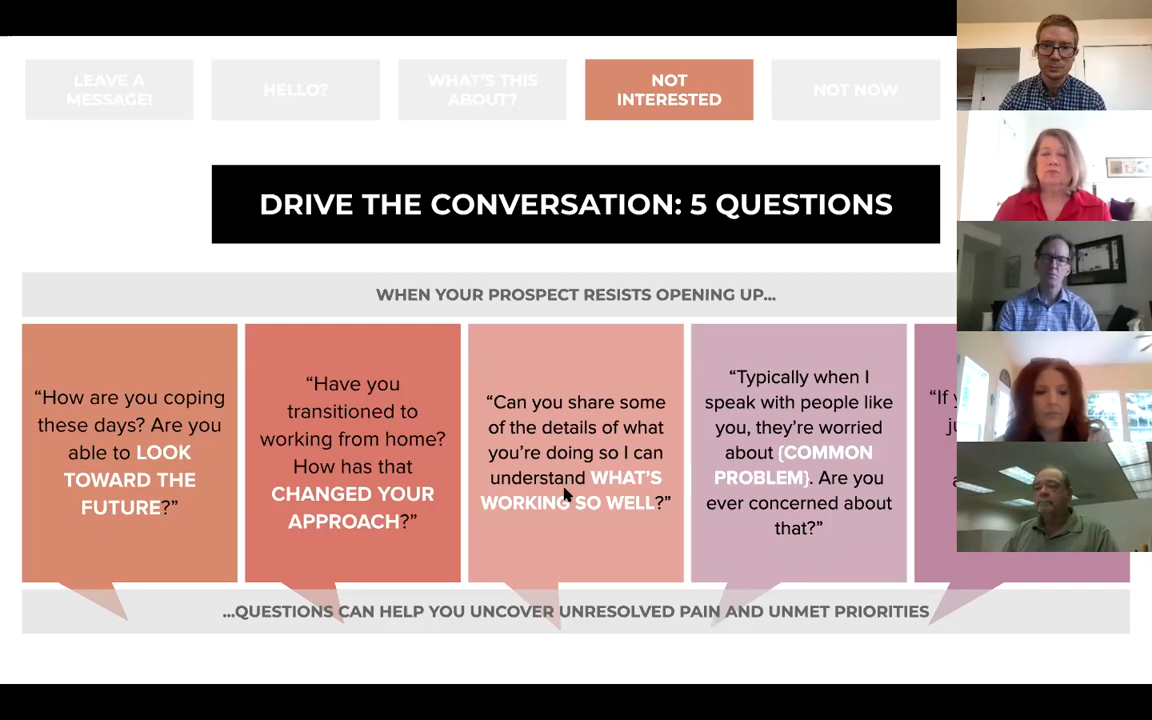 LEAVE A
MESSAGE!
HELLO?
WHAT'S THIS
ABOUT?
NOT
INTERESTED
NOT NOW
DRIVE THE CONVERSATION: 5 QUESTIONS
WHEN YOUR PROSPECT RESISTS OPENING UP...
“How are you coping
these days? Are you
able to LOOK
TOWARD THE
FUTURE?”
“Have you
transitioned to
working from home?
How has that
CHANGED YOUR
APPROACH?”
“Can you share some
of the details of what
you're doing so I can
understand WHAT'S
WORKING SO WELL?”
“Typically when I
speak with people like
you, they're worried
about {COMMON
PROBLEM}. Are you
ever concerned about
that?”
“If
...QUESTIONS CAN HELP YOU UNCOVER UNRESOLVED PAIN AND UNMET PRIORITIES